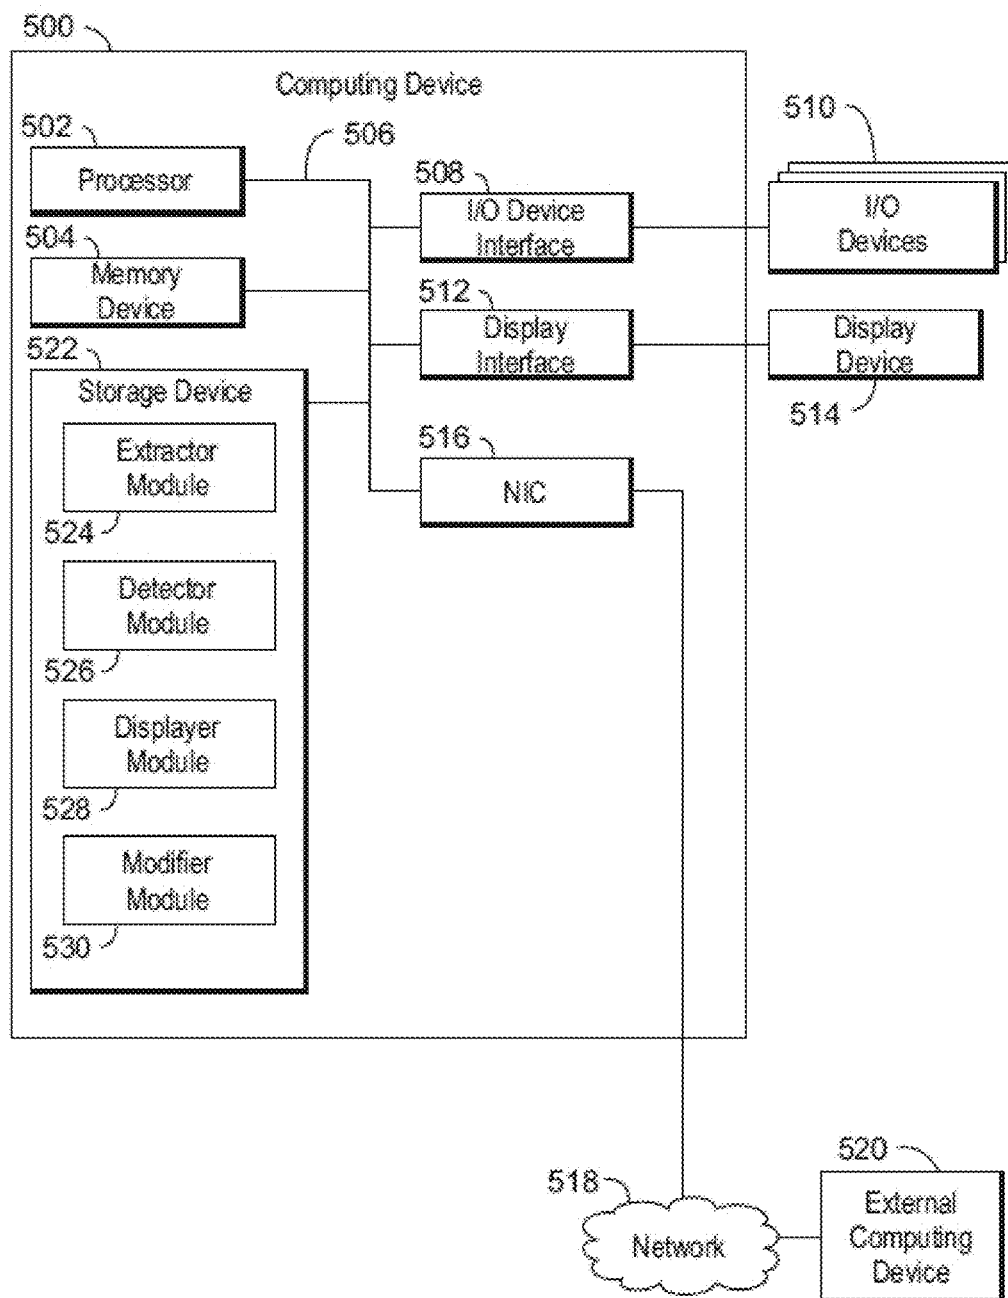 500
Computing Device
502
Processor
506
504
Memory
Device
508
I/O Device
Interface
510
I/O
Devices
512
Display
Interface
Display
Device
514
522
Storage Device
Extractor
Module
524
516
NIC
Detector
Module
526
Displayer
Module
528
Modifier
Module
530
518
Network
520
External
Computing
Device